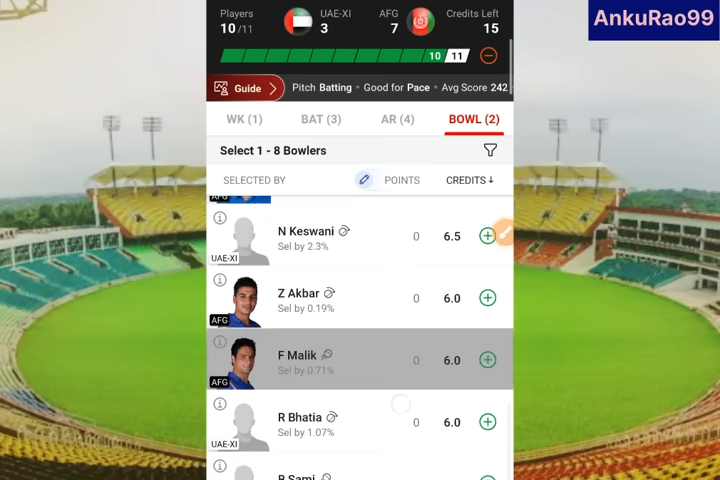 AnkuRao99
Players UAE-XI AFG Credits Left
10/11 3 7 15
10 11
Guide Pitch Batting • Good for Pace • Avg Score 242
WK (1) BAT (3) AR (4) BOWL (2)
Select 1 - 8 Bowlers
SELECTED BY POINTS CREDITS↓
AFG
N Keswani 0 6.5
Sel by 2.3%
UAE-XI
Z Akbar 0 6.0
Sel by 0.19%
AFG
F Malik 0 6.0
Sel by 0.71%
AFG
R Bhatia 0 6.0
Sel by 1.07%
UAE-XI
B Sami